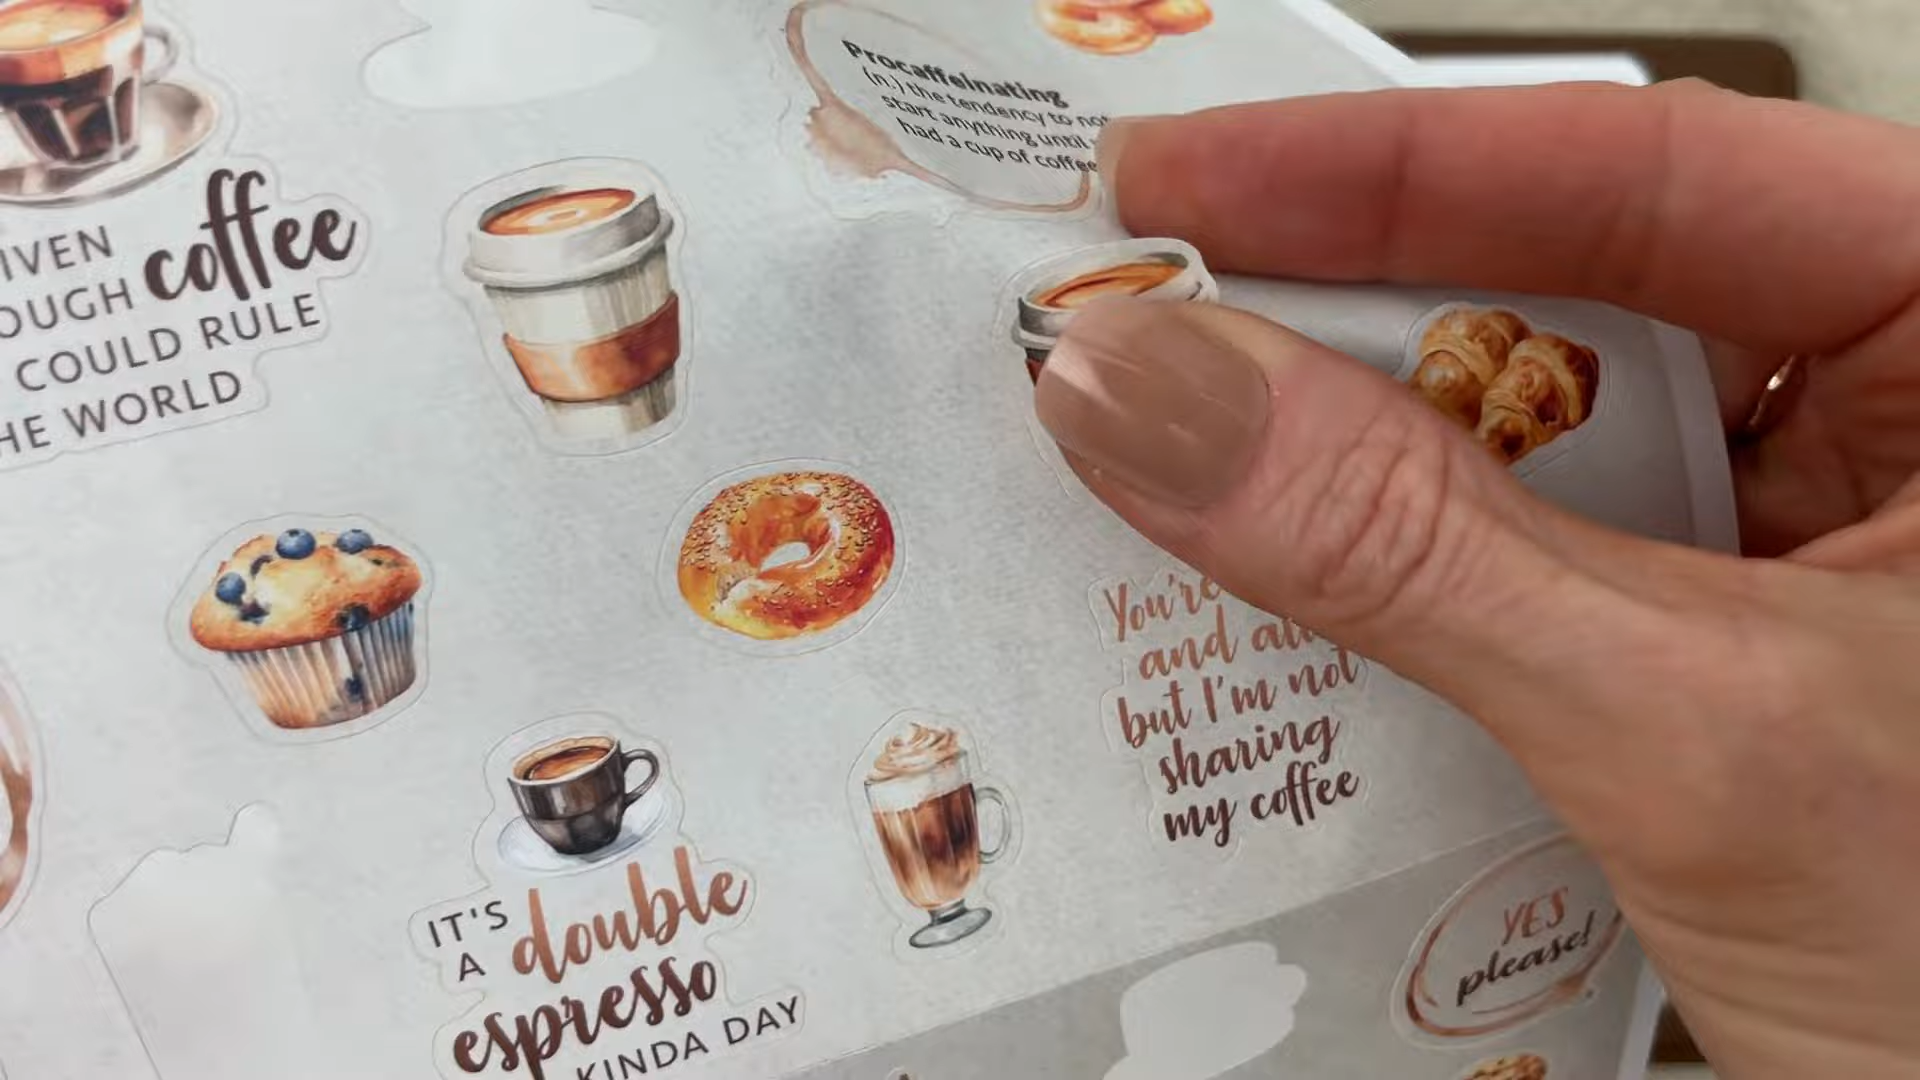 Procaffeinating
(n.) the tendency to not
start anything until
had a cup of coffee
IVEN
OUGH coffee
COULD RULE
HE WORLD
You're
and
but I'm not
sharing
my coffee
IT'S
A double
espresso
KINDA DAY
YES
please!